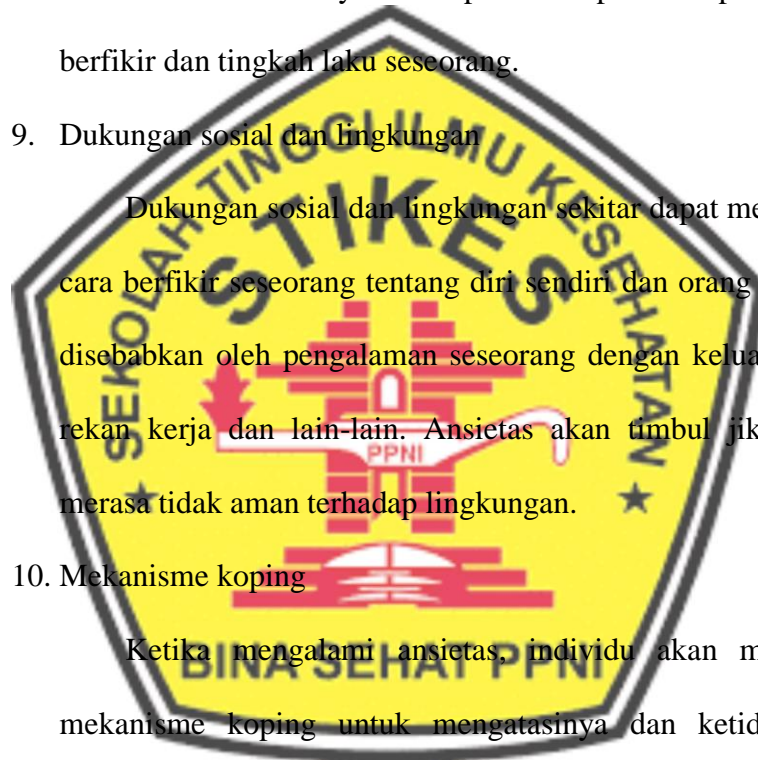 berfikir dan tingkah laku seseorang.
9. Dukungan sosial dan lingkungan
Dukungan sosial dan lingkungan sekitar dapat me
cara berfikir seseorang tentang diri sendiri dan orang
disebabkan oleh pengalaman seseorang dengan kelua
rekan kerja dan lain-lain. Ansietas akan timbul jik
merasa tidak aman terhadap lingkungan.
10. Mekanisme koping
Ketika mengalami ansietas, individu akan m
mekanisme koping untuk mengatasinya dan ketid
SEKOLAH TINGGI ILMU KESEHATAN
STIKES
PPNI
BINA SEHAT PPNI